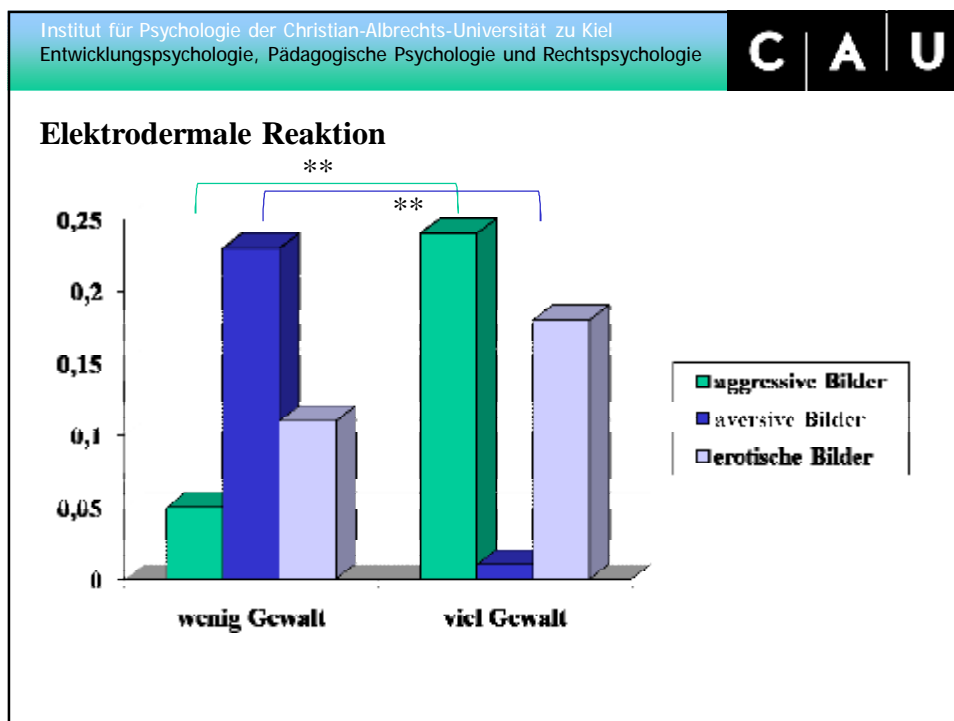 Institut für Psychologie der Christian-Albrechts-Universität zu Kiel
Entwicklungspsychologie, Pädagogische Psychologie und Rechtspsychologie
C A U
Elektrodermale Reaktion
**
**
0,25
0,2
0,15
0,1
0,05
0
wenig Gewalt
viel Gewalt
aggressive Bilder
aversive Bilder
erotische Bilder